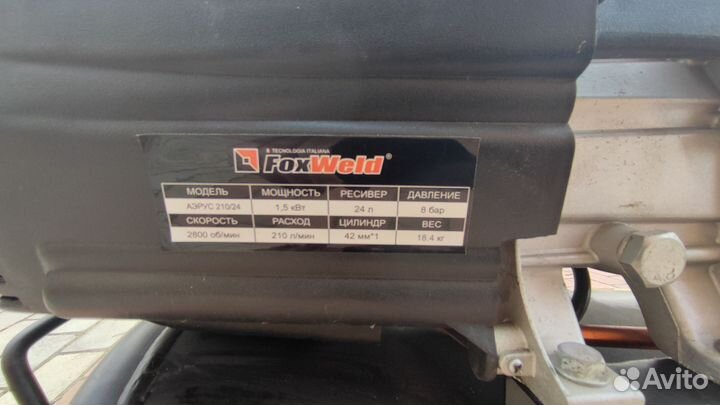 & TECNOLOGIA ITALIANA
FoxWeld®
МОДЕЛЬ МОЩНОСТЬ РЕСИВЕР ДАВЛЕНИЕ
АЭРУС 210/24 1,5 кВт 24 л 8 бар
СКОРОСТЬ РАСХОД ЦИЛИНДР ВЕС
2800 об/мин 210 л/мин 42 мм*1 18.4 кг
Avito